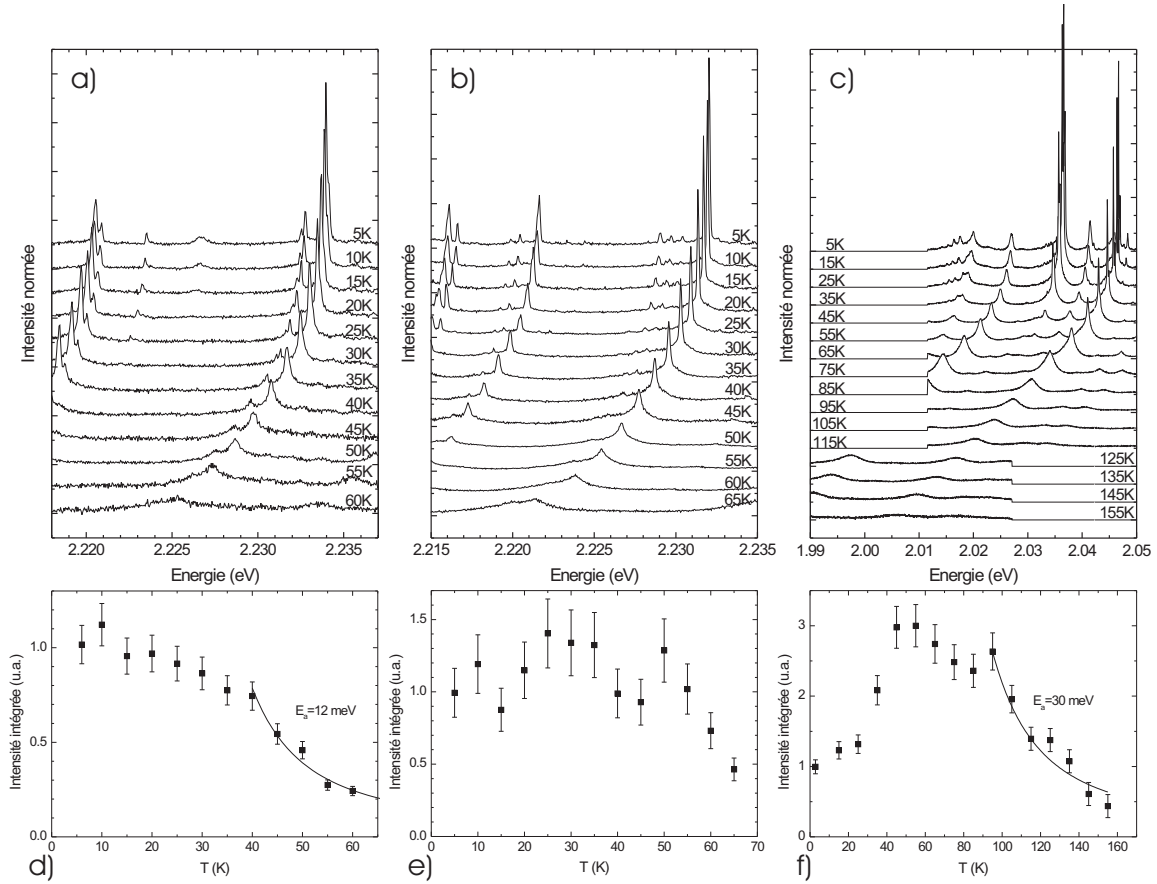 a)
Intensité normée
5K
10K
15K
20K
25K
30K
35K
40K
45K
50K
55K
60K
2.220 2.225 2.230 2.235
Energie (eV)
b)
Intensité normée
5K
10K
15K
20K
25K
30K
35K
40K
45K
50K
55K
60K
65K
2.215 2.220 2.225 2.230 2.235
Energie (eV)
c)
Intensité normée
5K
15K
25K
35K
45K
55K
65K
75K
85K
95K
105K
115K
125K
135K
145K
155K
1.99 2.00 2.01 2.02 2.03 2.04 2.05
Energie (eV)
Intensité intégrée (u.a.)
1.0
0.5
0.0
Eₐ=12 meV
0 10 20 30 40 50 60
T (K)
d)
Intensité intégrée (u.a.)
1.5
1.0
0.5
0.0
0 10 20 30 40 50 60 70
T (K)
e)
Intensité intégrée (u.a.)
3
2
1
0
Eₐ=30 meV
0 20 40 60 80 100 120 140 160
T (K)
f)